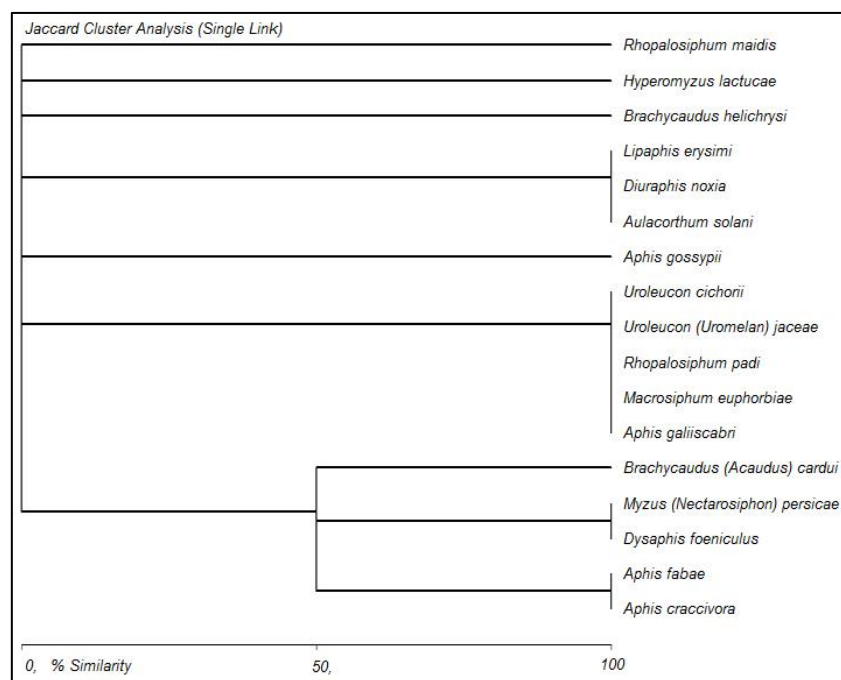 Jaccard Cluster Analysis (Single Link)
Rhopalosiphum maidis
Hyperomyzus lactucae
Brachycaudus helichrysi
Lipaphis erysimi
Diuraphis noxia
Aulacorthum solani
Aphis gossypii
Uroleucon cichorii
Uroleucon (Uromelan) jaceae
Rhopalosiphum padi
Macrosiphum euphorbiae
Aphis galiiscabri
Brachycaudus (Acaudus) cardui
Myzus (Nectarosiphon) persicae
Dysaphis foeniculus
Aphis fabae
Aphis craccivora
0, % Similarity 50, 100